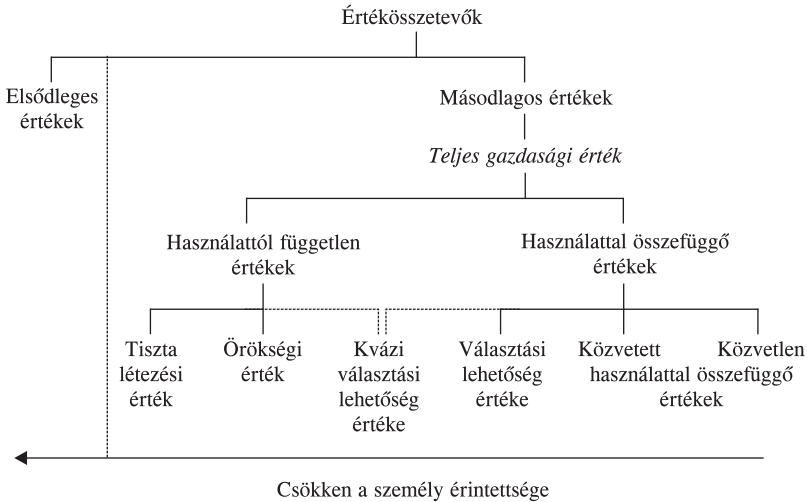 Értékösszetevők
Elsődleges
értékek
Másodlagos értékek
Teljes gazdasági érték
Használattól független
értékek
Használattal összefüggő
értékek
Tiszta
létezési
érték
Örökségi
érték
Kvázi
választási
lehetőség
értéke
Választási
lehetőség
értéke
Közvetett Közvetlen
használattal összefüggő
értékek
Csökken a személy érintettsége